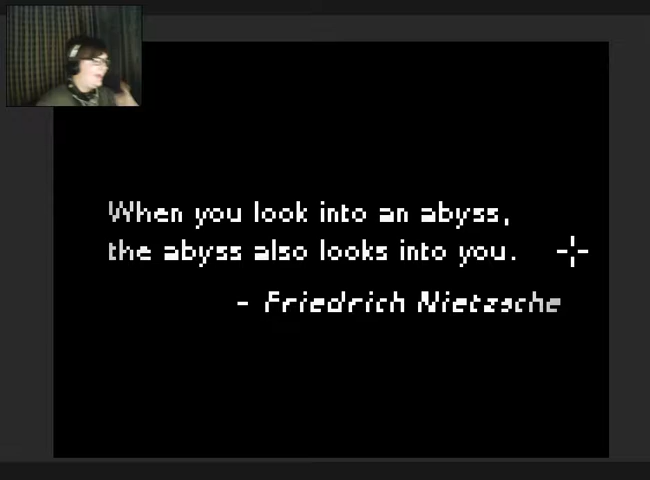 When you look into an abyss,
the abyss also looks into you.
- Friedrich Nietzsche